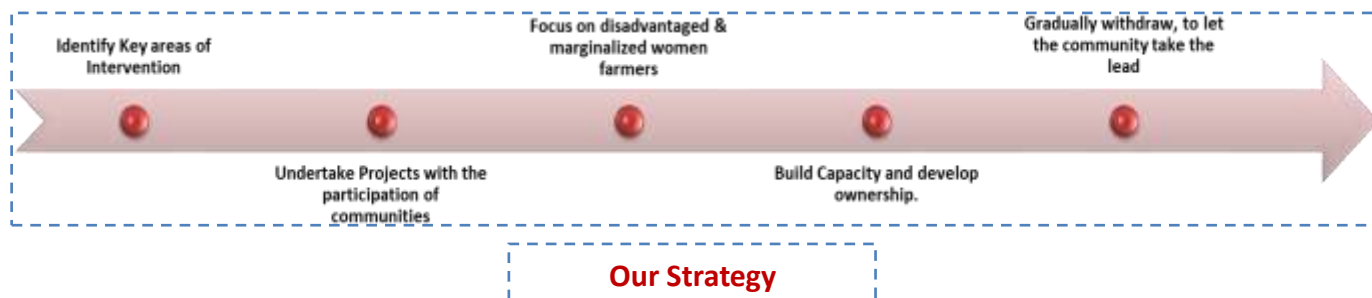 Identify Key areas of
Intervention
Undertake Projects with the
participation of
communities
Focus on disadvantaged &
marginalized women
farmers
Build Capacity and develop
ownership.
Gradually withdraw, to let
the community take the
lead
Our Strategy